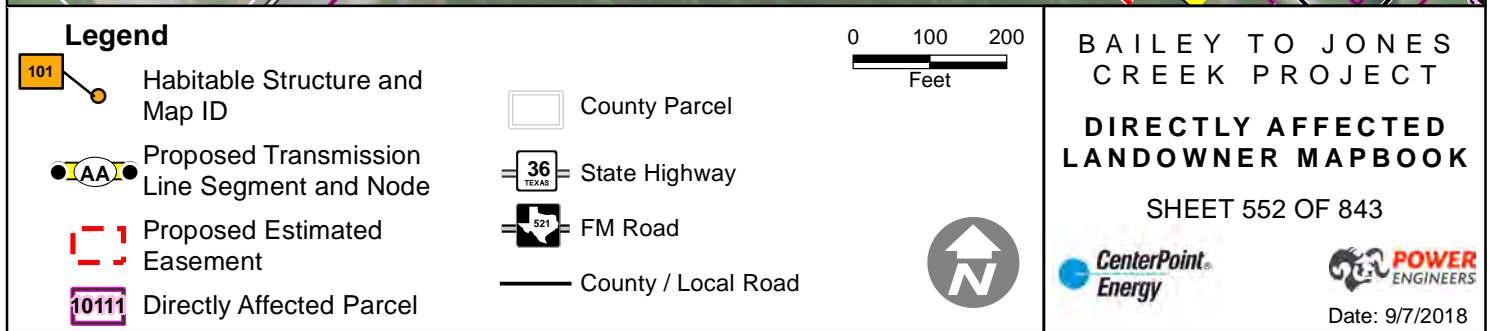 Legend
101
Habitable Structure and
Map ID
AA
Proposed Transmission
Line Segment and Node
Proposed Estimated
Easement
10111
Directly Affected Parcel
County Parcel
36
TEXAS
State Highway
521
FM Road
County / Local Road
0 100 200
Feet
N
BAILEY TO JONES
CREEK PROJECT
DIRECTLY AFFECTED
LANDOWNER MAPBOOK
SHEET 552 OF 843
CenterPoint®
Energy
POWER
ENGINEERS
Date: 9/7/2018